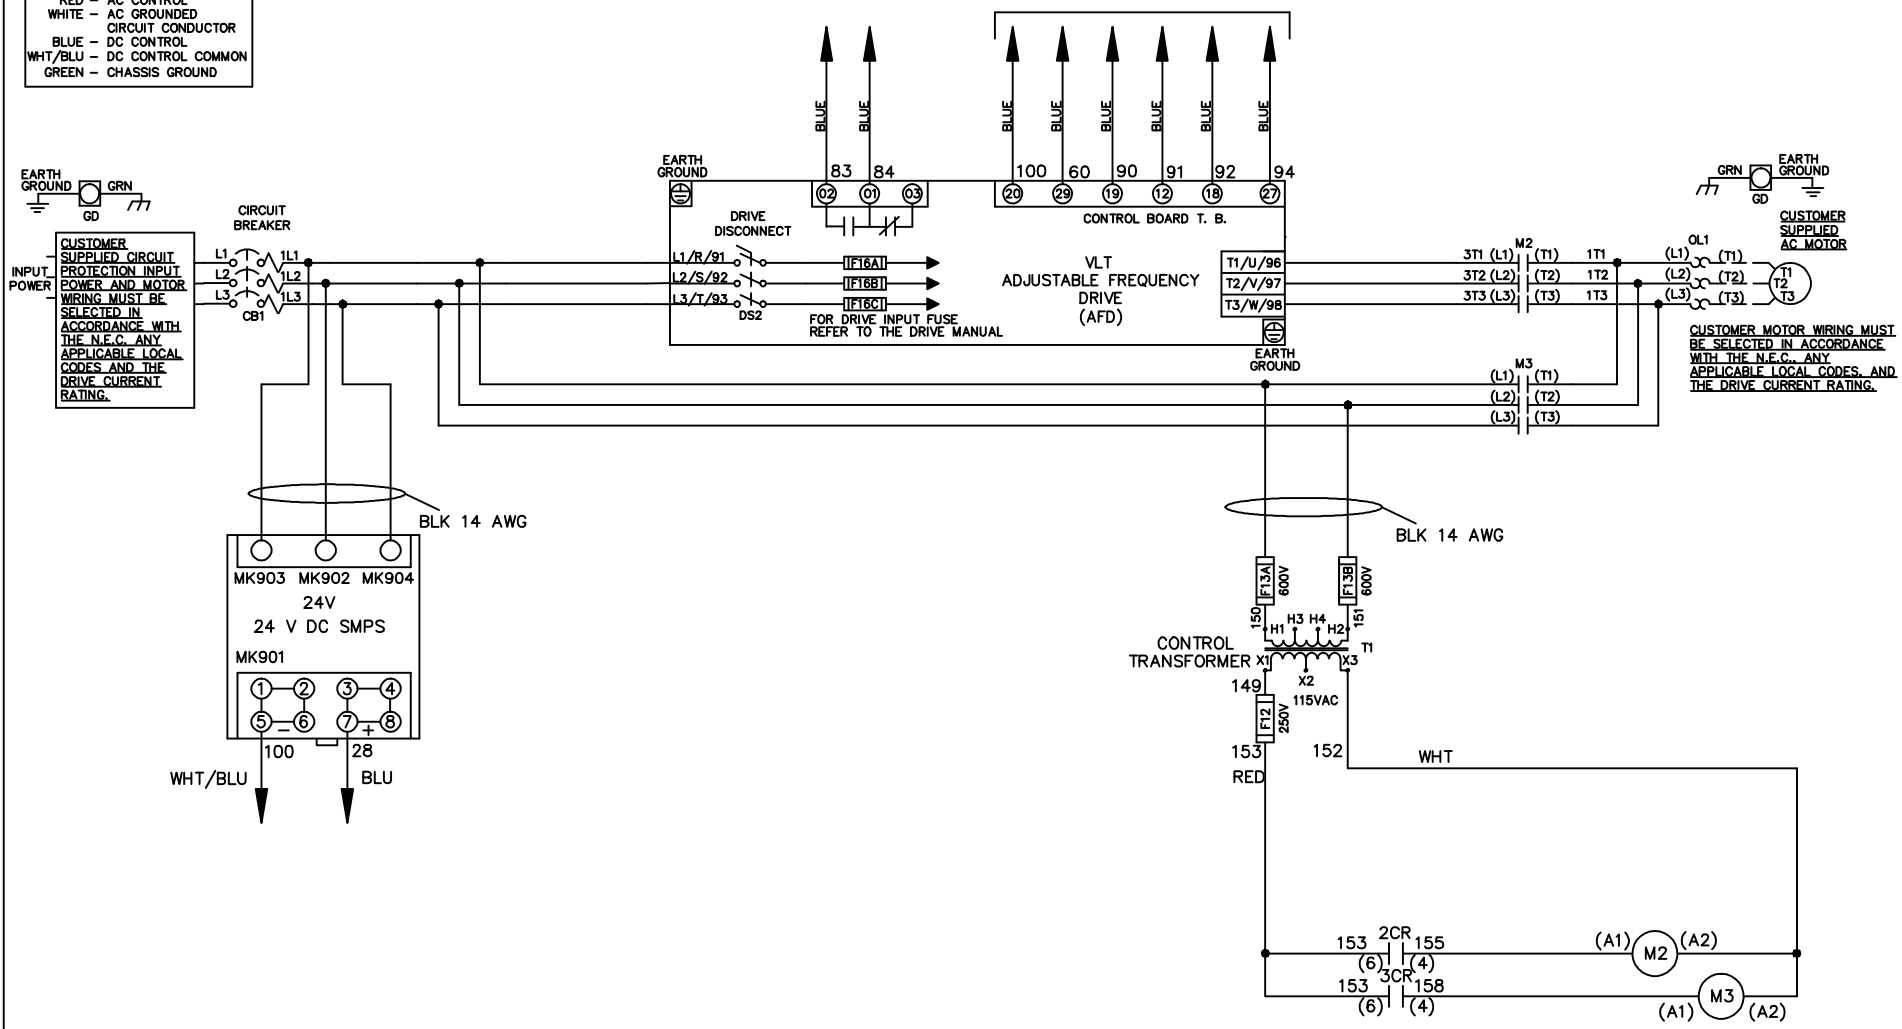 RED - AC CONTROL
WHITE - AC GROUNDED
CIRCUIT CONDUCTOR
BLUE - DC CONTROL
WHT/BLU - DC CONTROL COMMON
GREEN - CHASSIS GROUND
BLUE
BLUE
BLUE
BLUE
BLUE
BLUE
BLUE
BLUE
EARTH
GROUND
GRN
GD
CIRCUIT
BREAKER
L1
1L1
L2
1L2
L3
1L3
CB1
INPUT
POWER
CUSTOMER
SUPPLIED CIRCUIT
PROTECTION INPUT
POWER AND MOTOR
WIRING MUST BE
SELECTED IN
ACCORDANCE WITH
THE N.E.C. ANY
APPLICABLE LOCAL
CODES AND THE
DRIVE CURRENT
RATING.
EARTH
GROUND
83 84
02 01 03
100 60 90 91 92 94
20 29 19 12 18 27
CONTROL BOARD T. B.
DRIVE
DISCONNECT
L1/R/91
L2/S/92
L3/T/93
DS2
F16A
F16B
F16C
FOR DRIVE INPUT FUSE
REFER TO THE DRIVE MANUAL
VLT
ADJUSTABLE FREQUENCY
DRIVE
(AFD)
T1/U/96
T2/V/97
T3/W/98
EARTH
GROUND
M2
3T1 (L1) (T1) 1T1
3T2 (L2) (T2) 1T2
3T3 (L3) (T3) 1T3
OL1
(L1) (T1)
(L2) (T2)
(L3) (T3)
T1
T2
T3
GRN
GD
EARTH
GROUND
CUSTOMER
SUPPLIED
AC MOTOR
CUSTOMER MOTOR WIRING MUST
BE SELECTED IN ACCORDANCE
WITH THE N.E.C., ANY
APPLICABLE LOCAL CODES, AND
THE DRIVE CURRENT RATING.
M3
(L1) (T1)
(L2) (T2)
(L3) (T3)
BLK 14 AWG
MK903 MK902 MK904
24V
24 V DC SMPS
MK901
1 2 3 4
5 6 7 8
- +
100 28
WHT/BLU BLU
BLK 14 AWG
F13A
600V
F13B
600V
150
151
H1 H3 H4 H2
T1
CONTROL
TRANSFORMER
X1 X3
X2
115VAC
149
F12
250V
153 152
RED
WHT
2CR
153 155
(6) (4)
(A1) M2 (A2)
3CR
153 158
(6) (4)
(A1) M3 (A2)